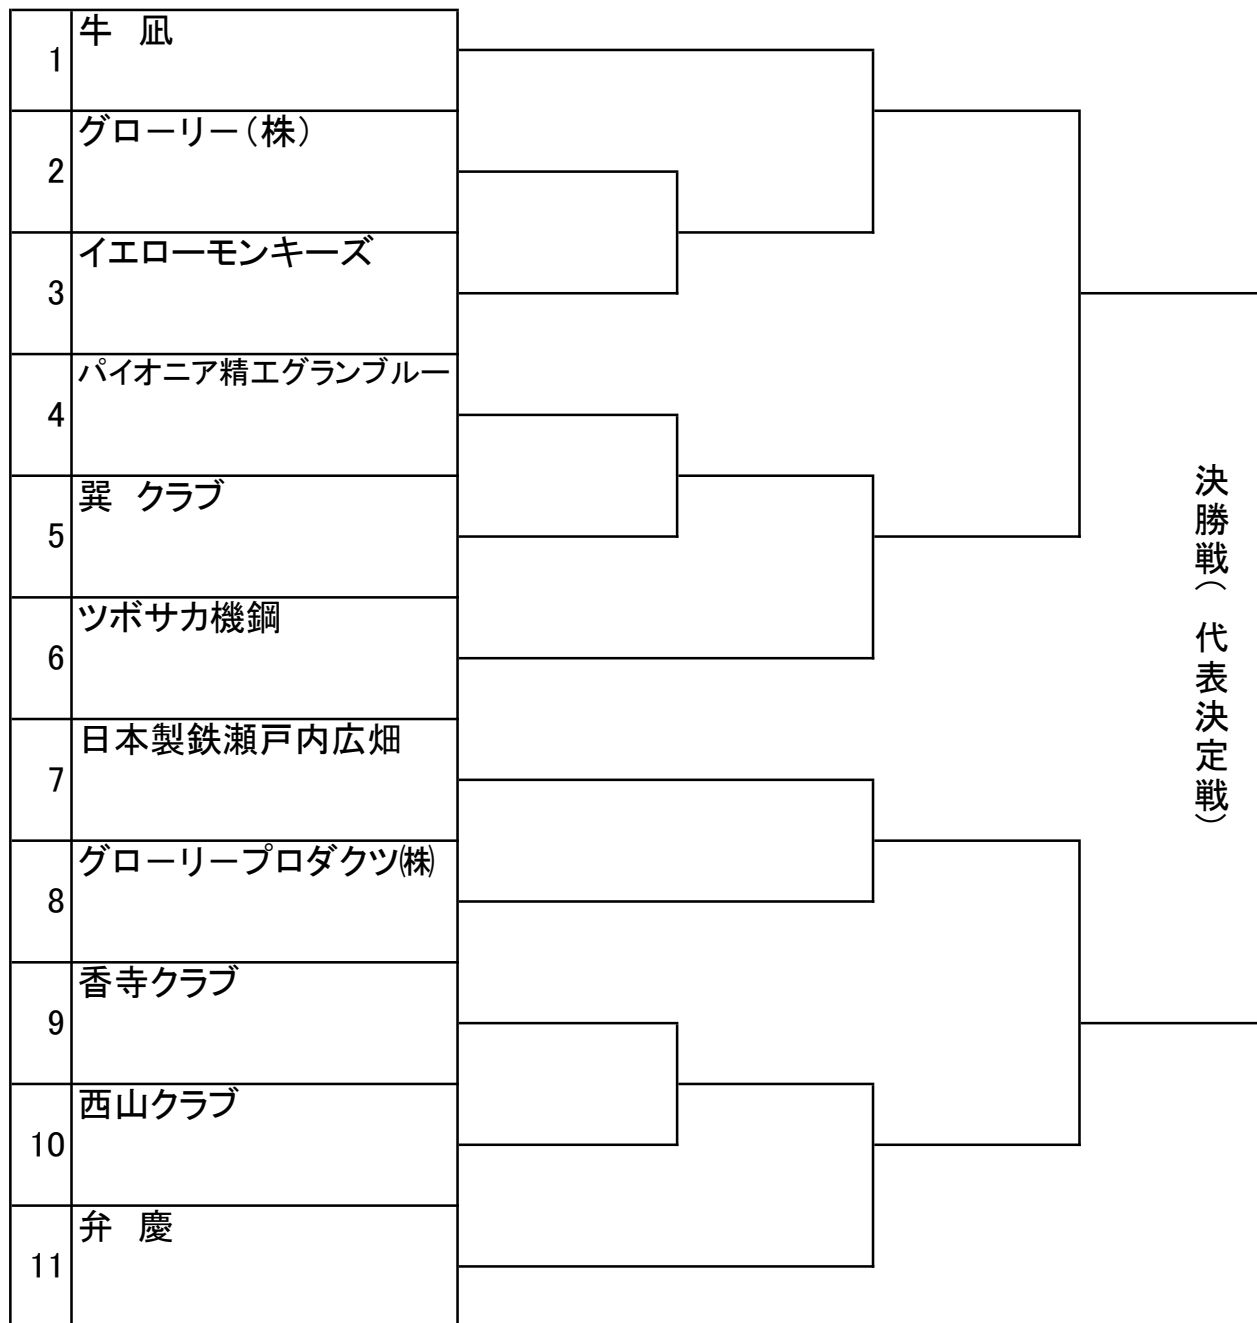 1 牛　凪
2 グローリー（株）
3 イエローモンキーズ
4 パイオニア精工グランブルー
5 巽　クラブ
6 ツボサカ機鋼
7 日本製鉄瀬戸内広畑
8 グローリープロダクツ㈱
9 香寺クラブ
10 西山クラブ
11 弁　慶
決勝戦（代表決定戦）